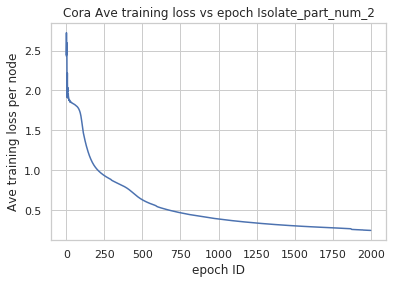 Cora Ave training loss vs epoch Isolate_part_num_2
Ave training loss per node
2.5
2.0
1.5
1.0
0.5
0 250 500 750 1000 1250 1500 1750 2000
epoch ID